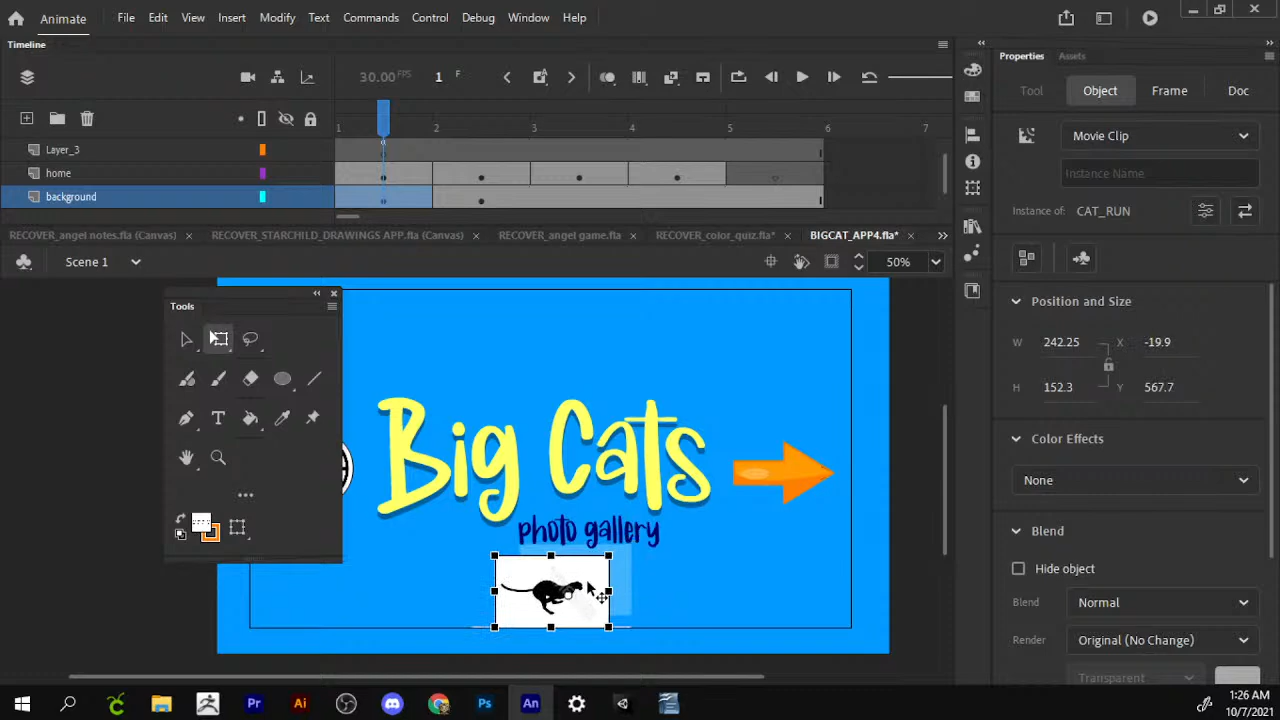 Animate File Edit View Insert Modify Text Commands Control Debug Window Help
Timeline
30.00 FPS 1 F
1 2 3 4 5 6 7
Layer_3
home
background
RECOVER_angel notes.fla (Canvas) × RECOVER_STARCHILD_DRAWINGS APP.fla (Canvas) × RECOVER_angel game.fla × RECOVER_color_quiz.fla* × BIGCAT_APP4.fla* ×
Scene 1 50%
Tools
Big Cats
photo gallery
Properties Assets
Tool Object Frame Doc
Movie Clip
Instance Name
Instance of: CAT_RUN
Position and Size
W 242.25 X -19.9
H 152.3 Y 567.7
Color Effects
None
Blend
Hide object
Blend Normal
Render Original (No Change)
Transparent
Pr Ai Ps An
1:26 AM
10/7/2021